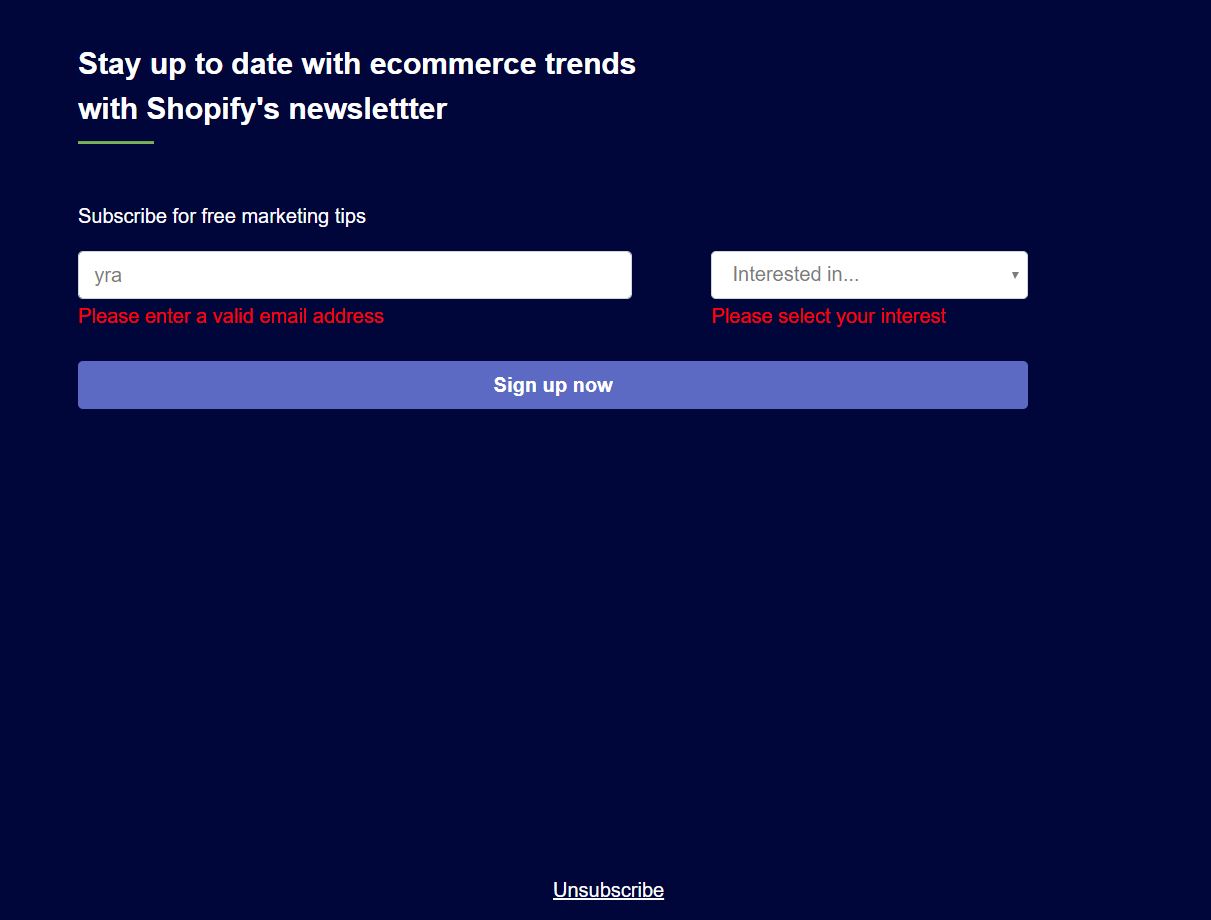 Stay up to date with ecommerce trends
with Shopify's newslettter
Subscribe for free marketing tips
yra
Interested in...
Please enter a valid email address
Please select your interest
Sign up now
Unsubscribe